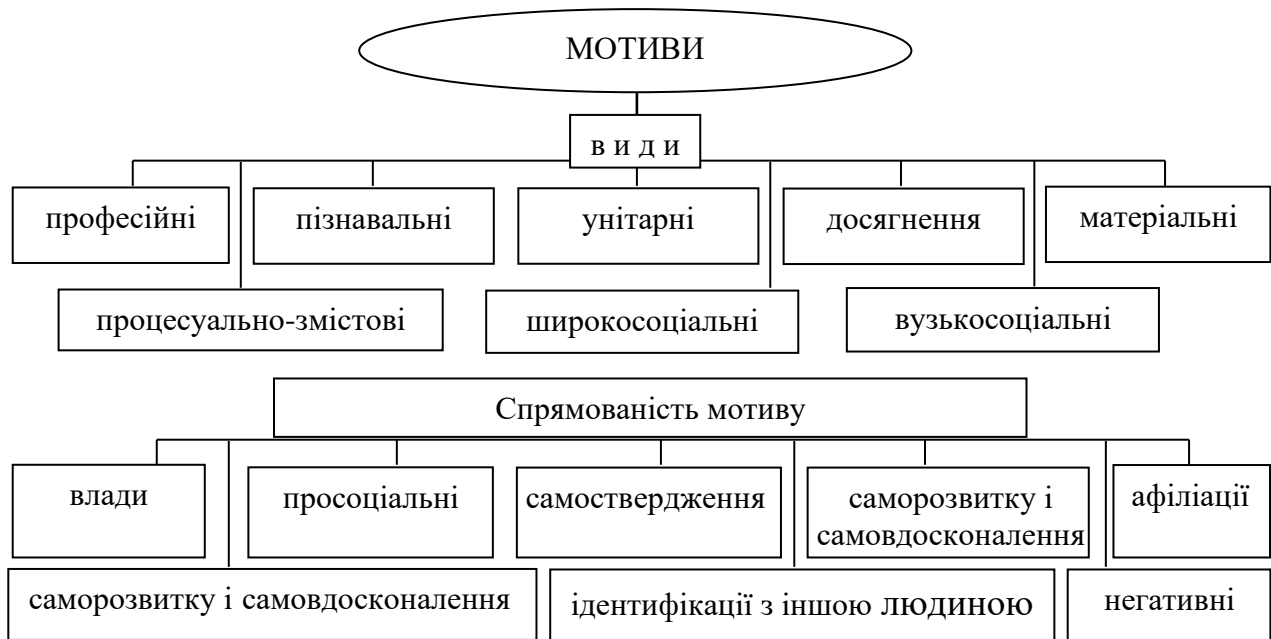 МОТИВИ
в и д и
професійні
пізнавальні
унітарні
досягнення
матеріальні
процесуально-змістові
широкосоціальні
вузькосоціальні
Спрямованість мотиву
влади
просоціальні
самоствердження
саморозвитку і
самовдосконалення
афіліації
саморозвитку і самовдосконалення
ідентифікації з іншою людиною
негативні